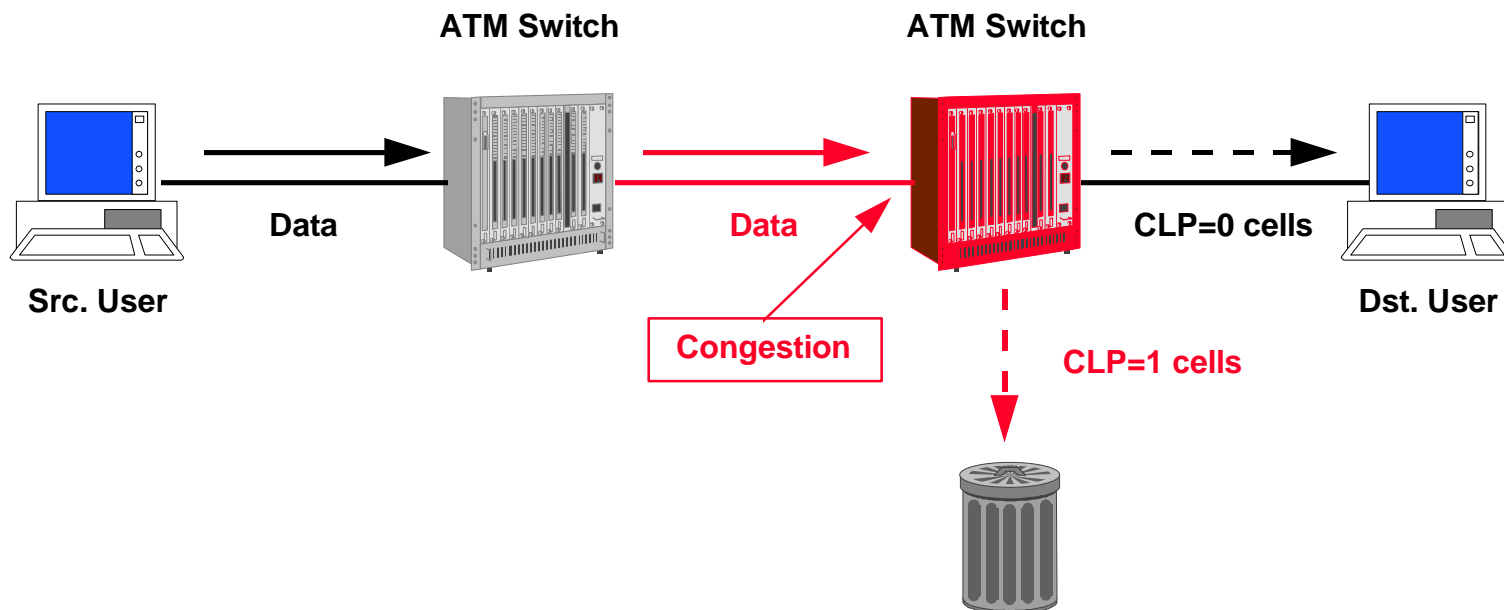 ATM Switch
ATM Switch
Data
Data
CLP=0 cells
Src. User
Dst. User
Congestion
CLP=1 cells